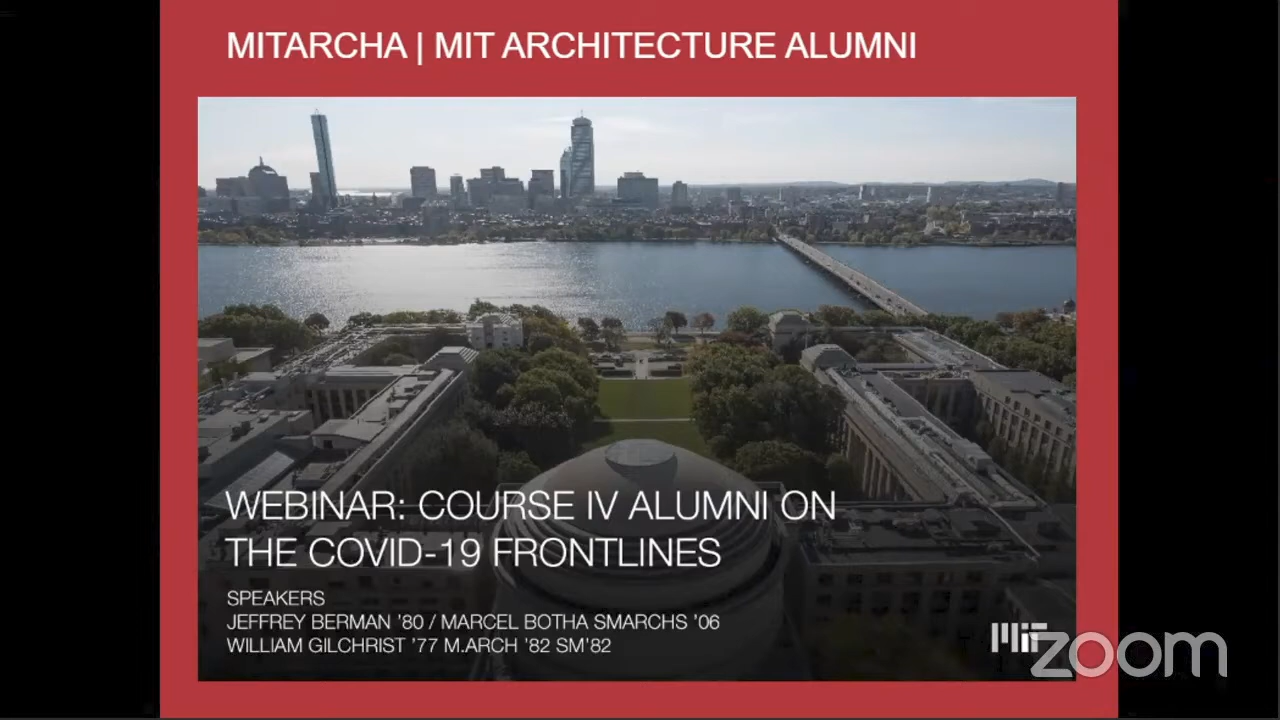 MITARCHA | MIT ARCHITECTURE ALUMNI
WEBINAR: COURSE IV ALUMNI ON
THE COVID-19 FRONTLINES
SPEAKERS
JEFFREY BERMAN ’80 / MARCEL BOTHA SMARCHS ’06
WILLIAM GILCHRIST ’77 M.ARCH ’82 SM’82
MIT
zoom